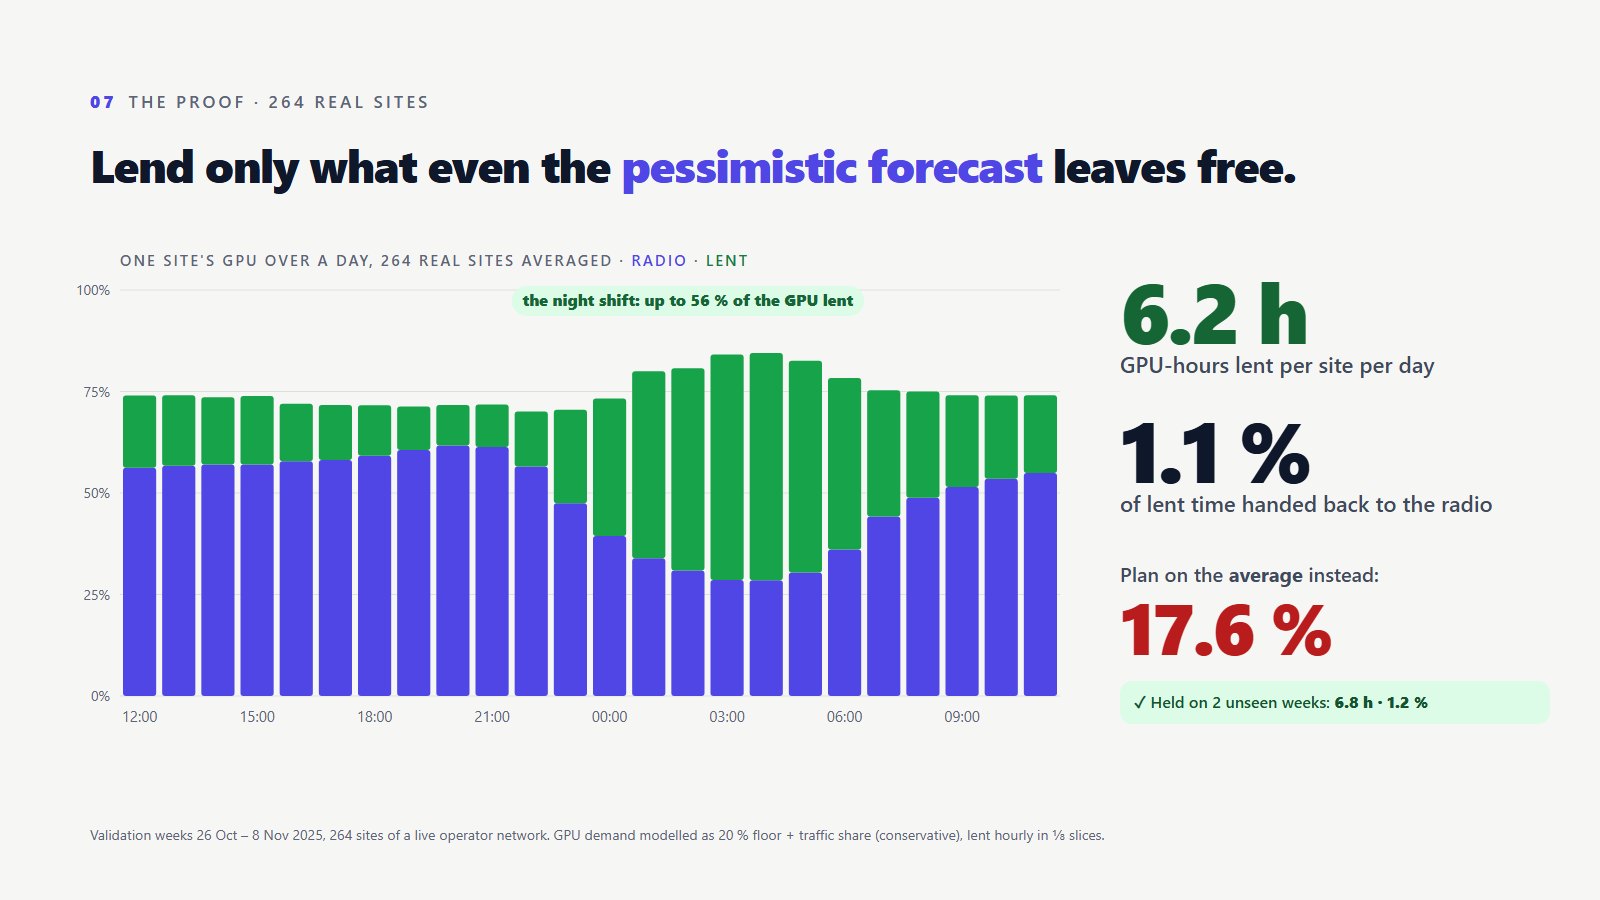 07 THE PROOF · 264 REAL SITES
Lend only what even the pessimistic forecast leaves free.
ONE SITE'S GPU OVER A DAY, 264 REAL SITES AVERAGED · RADIO · LENT
100%
the night shift: up to 56 % of the GPU lent
75%
50%
25%
0%
12:00 15:00 18:00 21:00 00:00 03:00 06:00 09:00
6.2 h
GPU-hours lent per site per day
1.1 %
of lent time handed back to the radio
Plan on the average instead:
17.6 %
✓ Held on 2 unseen weeks: 6.8 h · 1.2 %
Validation weeks 26 Oct – 8 Nov 2025, 264 sites of a live operator network. GPU demand modelled as 20 % floor + traffic share (conservative), lent hourly in ⅛ slices.